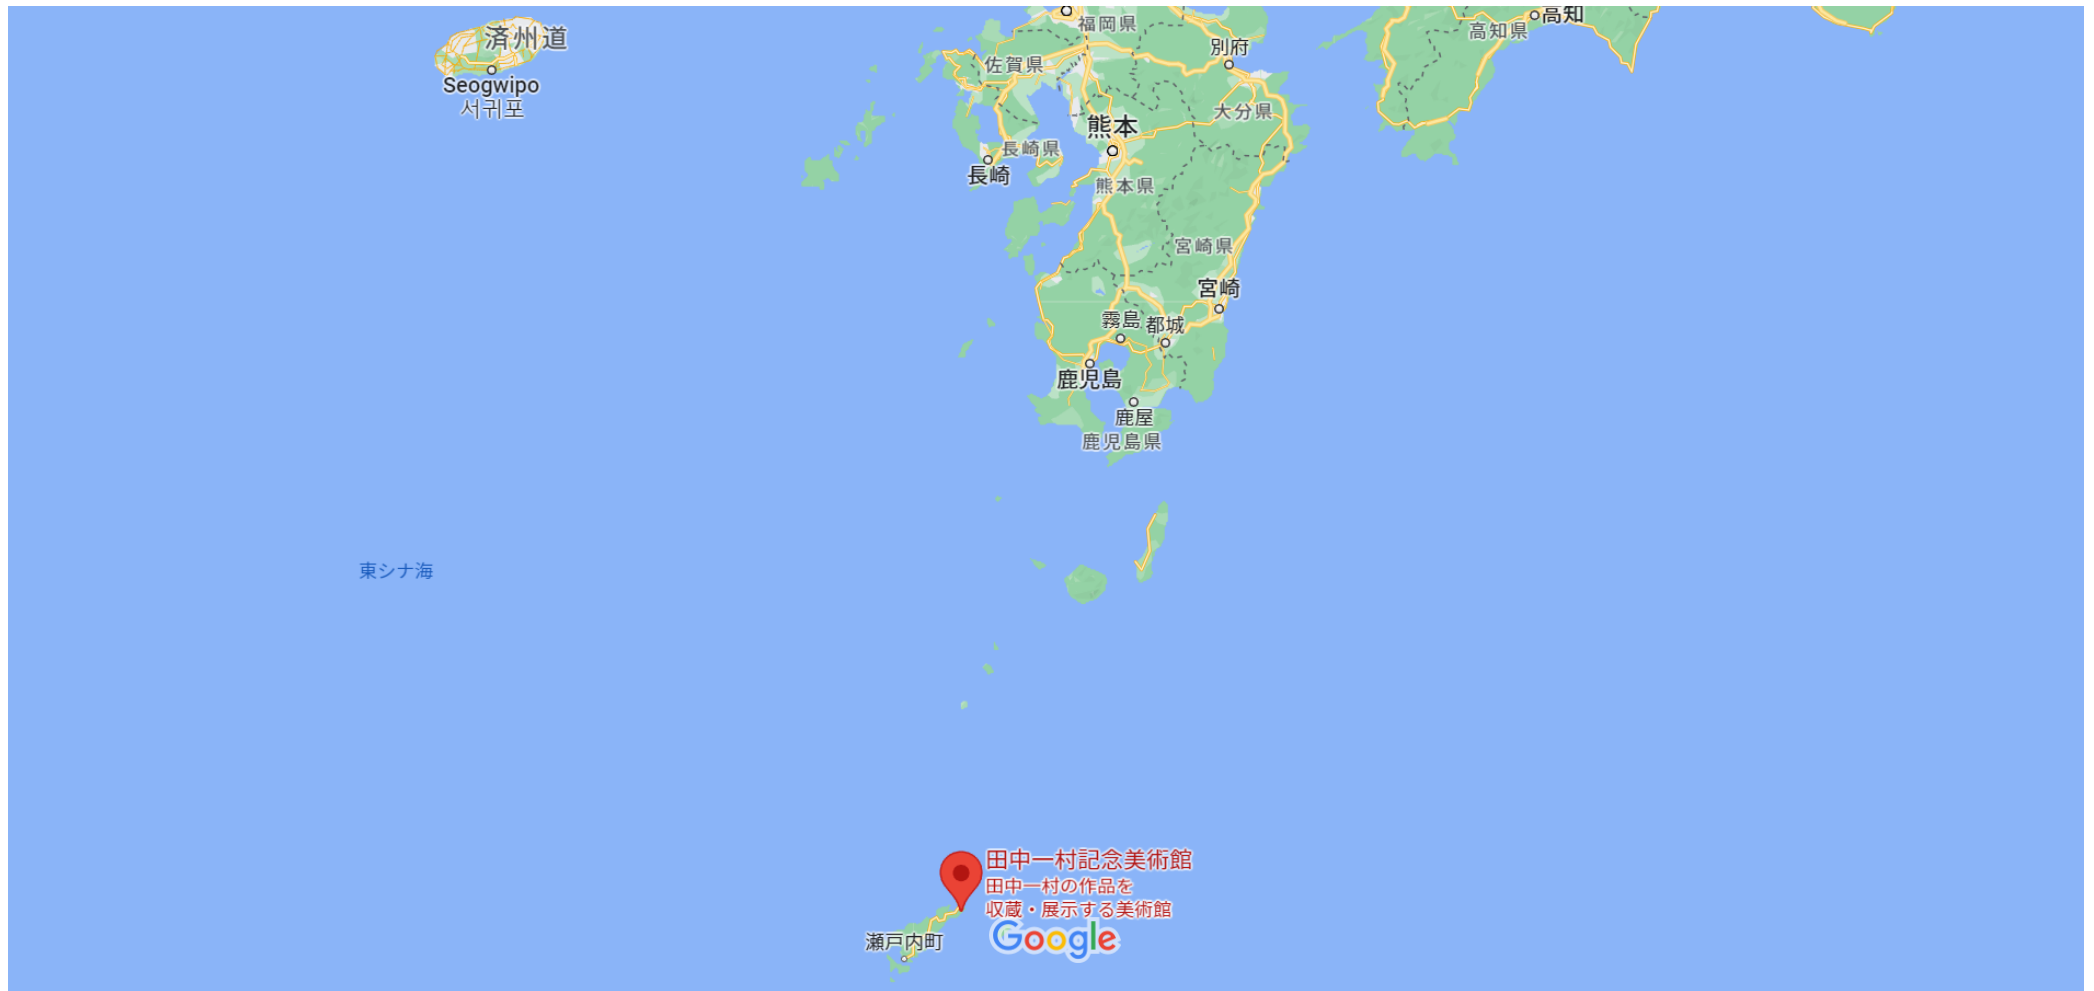 済州道
Seogwipo
서귀포
福岡県
高知
高知県
別府
佐賀県
大分県
熊本
長崎県
長崎
熊本県
宮崎県
宮崎
霧島
都城
鹿児島
鹿屋
鹿児島県
東シナ海
田中一村記念美術館
田中一村の作品を
収蔵・展示する美術館
Google
瀬戸内町